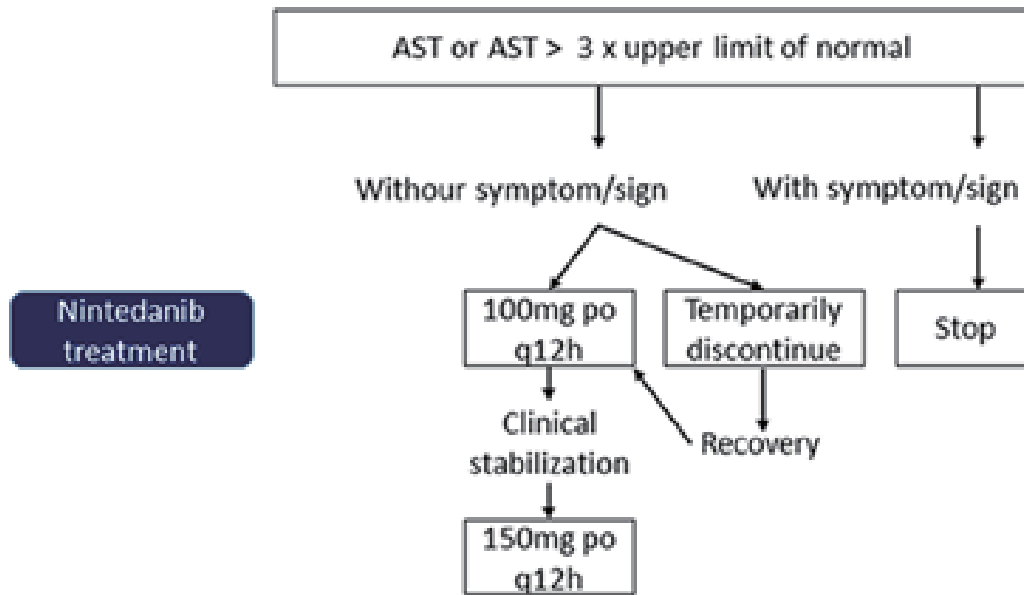 AST or AST > 3 x upper limit of normal
Withour symptom/sign
With symptom/sign
Nintedanib
treatment
100mg po
q12h
Temporarily
discontinue
Stop
Clinical
stabilization
Recovery
150mg po
q12h